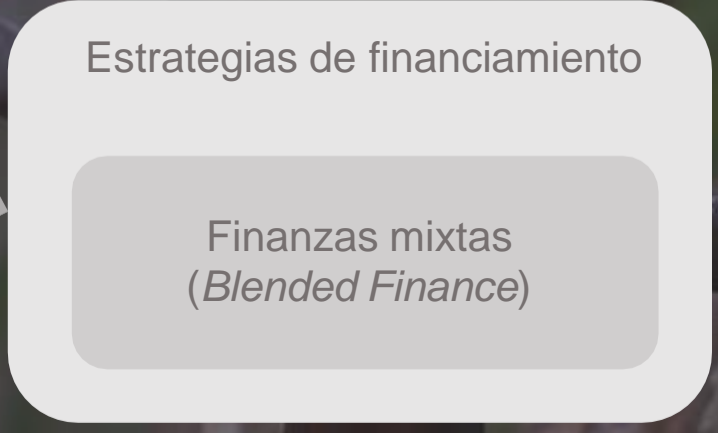 Estrategias de financiamiento
Finanzas mixtas
(Blended Finance)